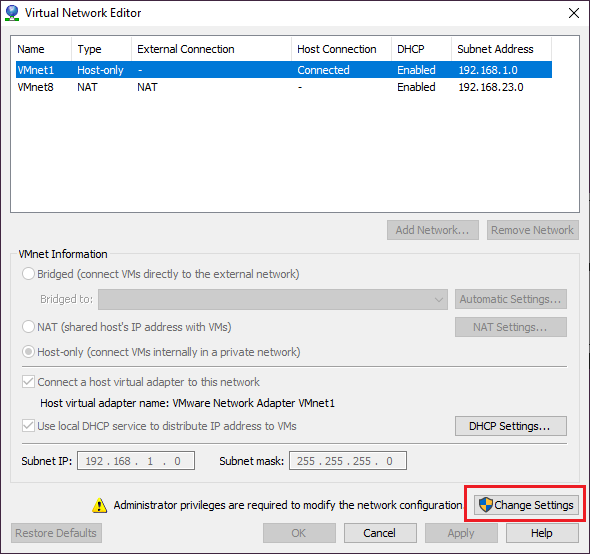 Virtual Network Editor
Name Type External Connection Host Connection DHCP Subnet Address
VMnet1 Host-only - Connected Enabled 192.168.1.0
VMnet8 NAT NAT - Enabled 192.168.23.0
Add Network... Remove Network
VMnet Information
Bridged (connect VMs directly to the external network)
Bridged to: Automatic Settings...
NAT (shared host's IP address with VMs) NAT Settings...
Host-only (connect VMs internally in a private network)
Connect a host virtual adapter to this network
Host virtual adapter name: VMware Network Adapter VMnet1
Use local DHCP service to distribute IP address to VMs DHCP Settings...
Subnet IP: 192 . 168 . 1 . 0 Subnet mask: 255 . 255 . 255 . 0
Administrator privileges are required to modify the network configuration. Change Settings
Restore Defaults OK Cancel Apply Help